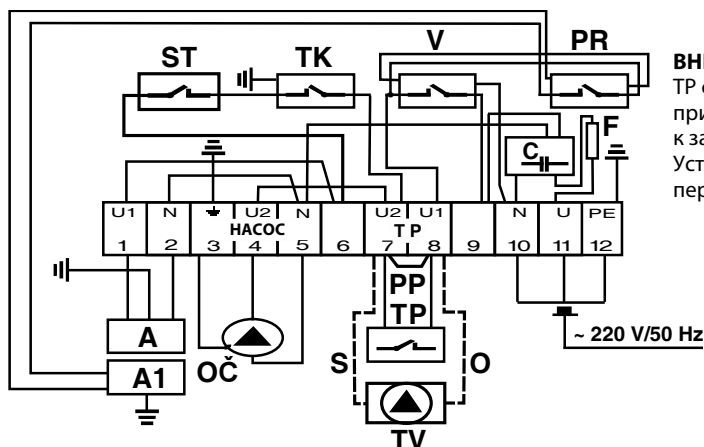 ST TK V PR
ВНИ
ТР с
при
к за
Уст
пер
C F
U1 N U2 N U2 U1 N U PE
НАСОС Т Р
1 2 3 4 5 6 7 8 9 10 11 12
PP
TP
A
A1
OČ
S O
~ 220 V/50 Hz
TV